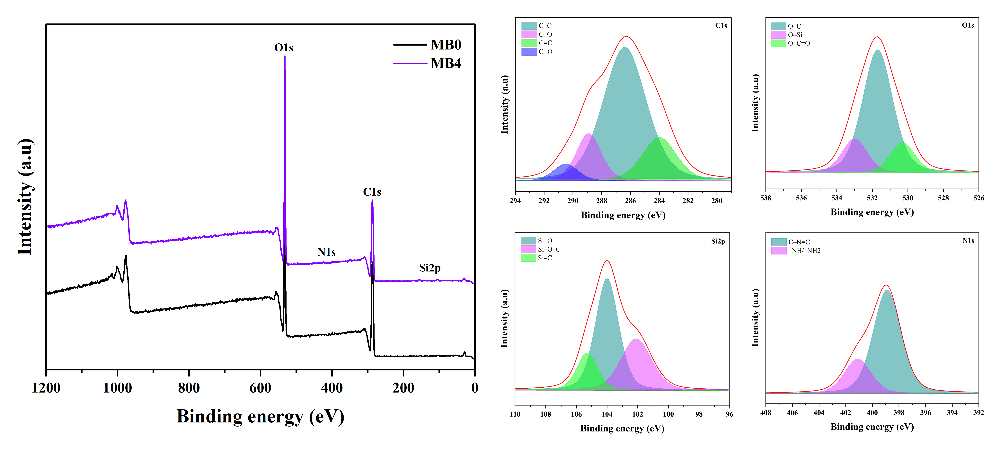 MB0
MB4
O1s
C1s
N1s
Si2p
Intensity (a.u)
1200 1000 800 600 400 200 0
Binding energy (eV)
C–C
C–O
C=C
C=O
C1s
Intensity (a.u)
294 292 290 288 286 284 282 280
Binding energy (eV)
O–C
O–Si
O–C=O
O1s
Intensity (a.u)
538 536 534 532 530 528 526
Binding energy (eV)
Si–O
Si–O–C
Si–C
Si2p
Intensity (a.u)
110 108 106 104 102 100 98 96
Binding energy (eV)
C–N=C
–NH/–NH2
N1s
Intensity (a.u)
408 406 404 402 400 398 396 394 392
Binding energy (eV)